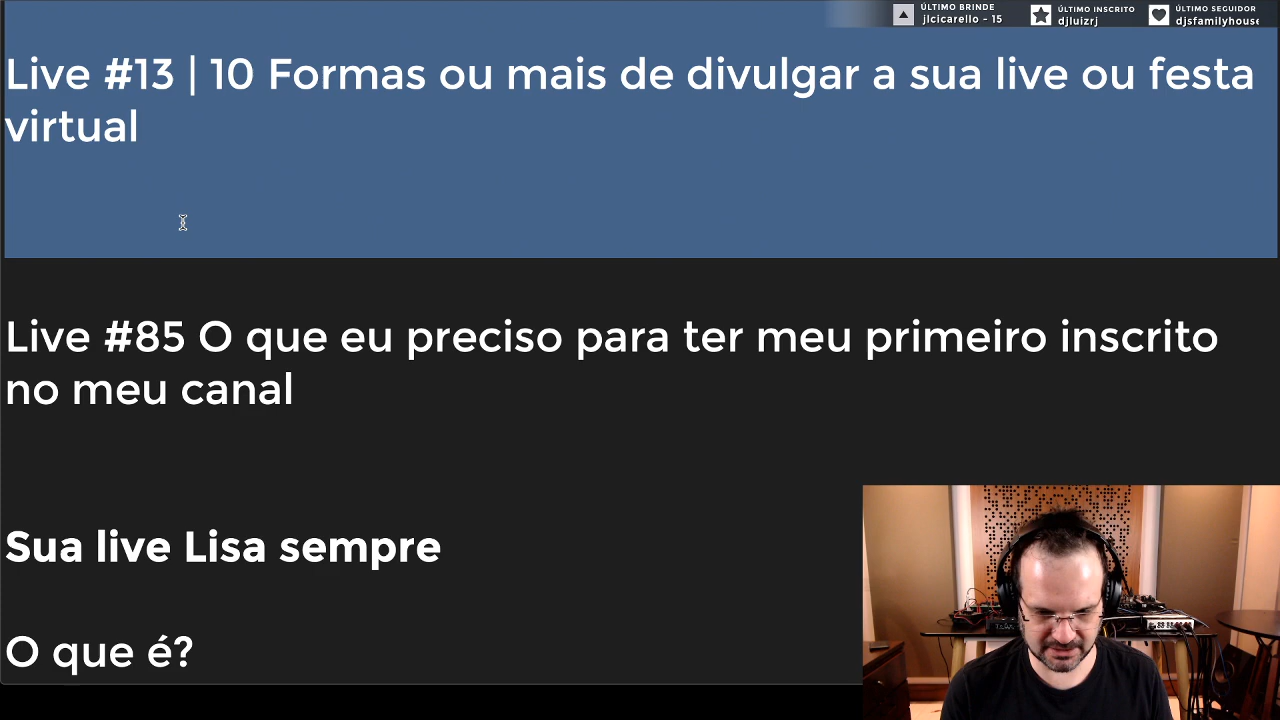 ÚLTIMO BRINDE
jlcicarello - 15
ÚLTIMO INSCRITO
djluizrj
ÚLTIMO SEGUIDOR
djsfamilyhouse
Live #13 | 10 Formas ou mais de divulgar a sua live ou festa
virtual
Live #85 O que eu preciso para ter meu primeiro inscrito
no meu canal
Sua live Lisa sempre
O que é?